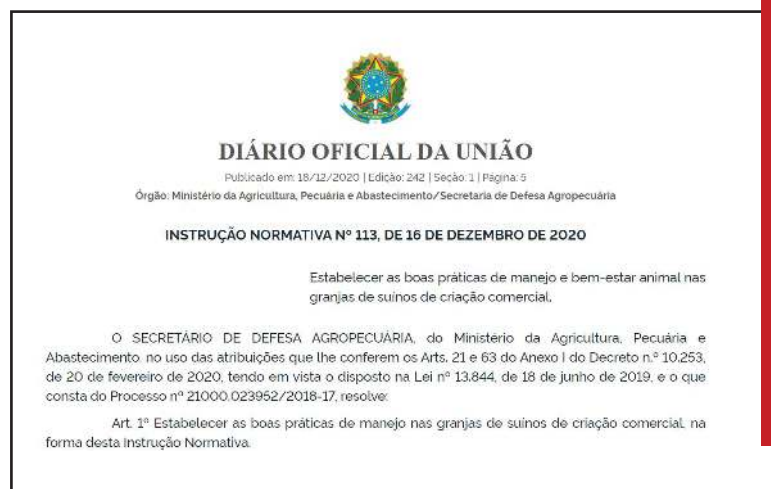 DIÁRIO OFICIAL DA UNIÃO
Publicado em: 18/12/2020 | Edição: 242 | Seção: 1 | Página: 5
Órgão: Ministério da Agricultura, Pecuária e Abastecimento/Secretaria de Defesa Agropecuária
INSTRUÇÃO NORMATIVA Nº 113, DE 16 DE DEZEMBRO DE 2020
Estabelecer as boas práticas de manejo e bem-estar animal nas
granjas de suínos de criação comercial.
O SECRETÁRIO DE DEFESA AGROPECUÁRIA, do Ministério da Agricultura, Pecuária e
Abastecimento, no uso das atribuições que lhe conferem os Arts. 21 e 63 do Anexo I do Decreto n.º 10.253,
de 20 de fevereiro de 2020, tendo em vista o disposto na Lei nº 13.844, de 18 de junho de 2019, e o que
consta do Processo nº 21000.023952/2018-17, resolve:
Art. 1º Estabelecer as boas práticas de manejo nas granjas de suínos de criação comercial, na
forma desta Instrução Normativa.